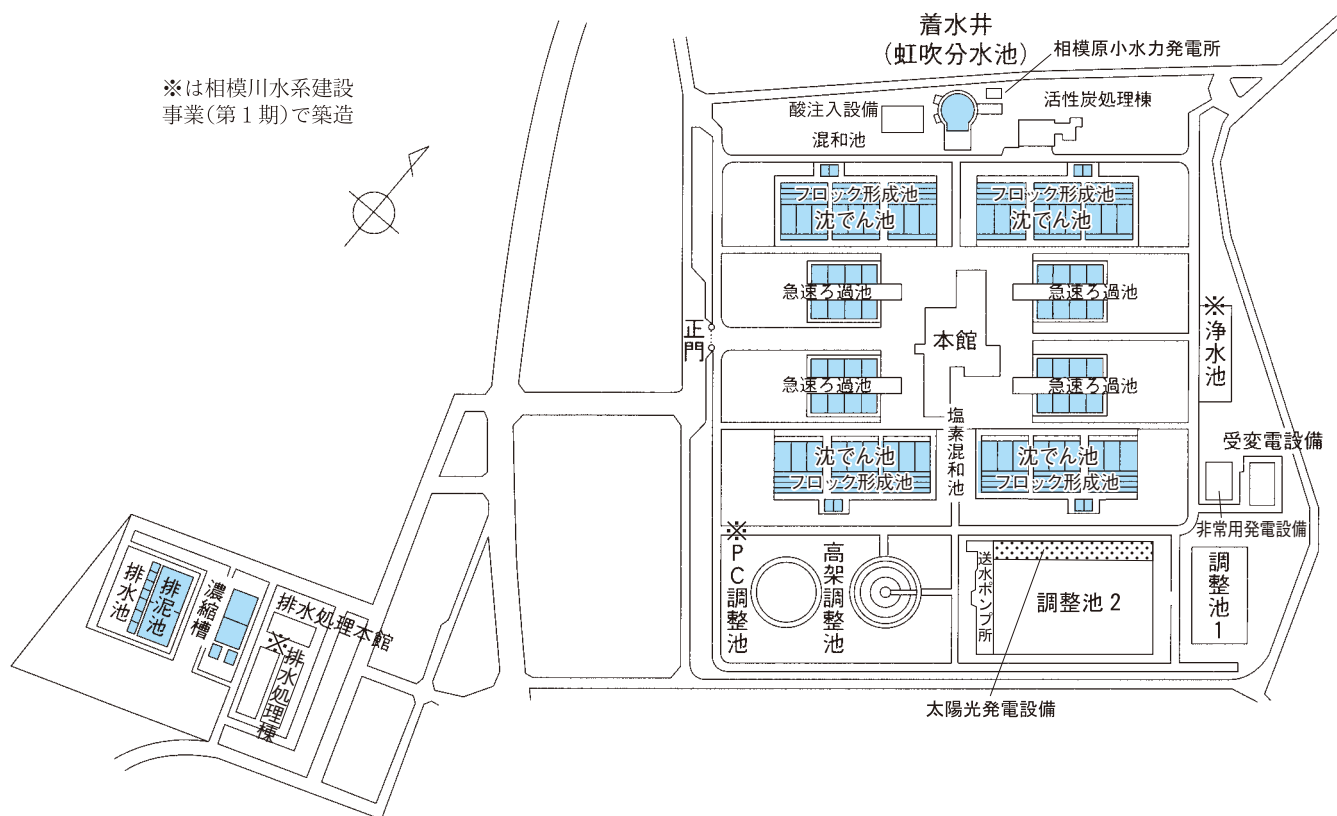 着水井
(虹吹分水池)
相模原小水力発電所
※は相模川水系建設
事業(第1期)で築造
酸注入設備
活性炭処理棟
混和池
フロック形成池
沈でん池
フロック形成池
沈でん池
急速ろ過池
急速ろ過池
正門
本館
※浄水池
急速ろ過池
急速ろ過池
塩素混和池
沈でん池
フロック形成池
沈でん池
フロック形成池
受変電設備
非常用発電設備
※PC調整池
高架調整池
送水ポンプ所
調整池2
調整池1
排水池
排泥池
濃縮槽
排水処理本館
※排水処理棟
太陽光発電設備